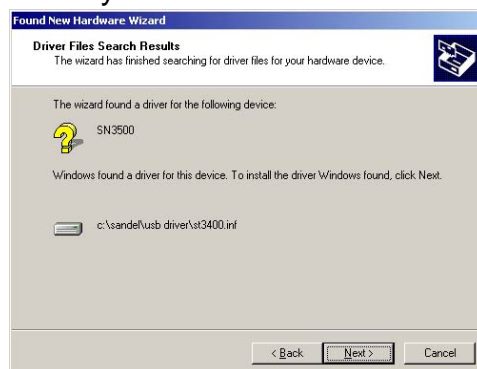 Found New Hardware Wizard
Driver Files Search Results
The wizard has finished searching for driver files for your hardware device.
The wizard found a driver for the following device:
SN3500
Windows found a driver for this device. To install the driver Windows found, click Next.
c:\sandel\usb driver\st3400.inf
< Back Next > Cancel